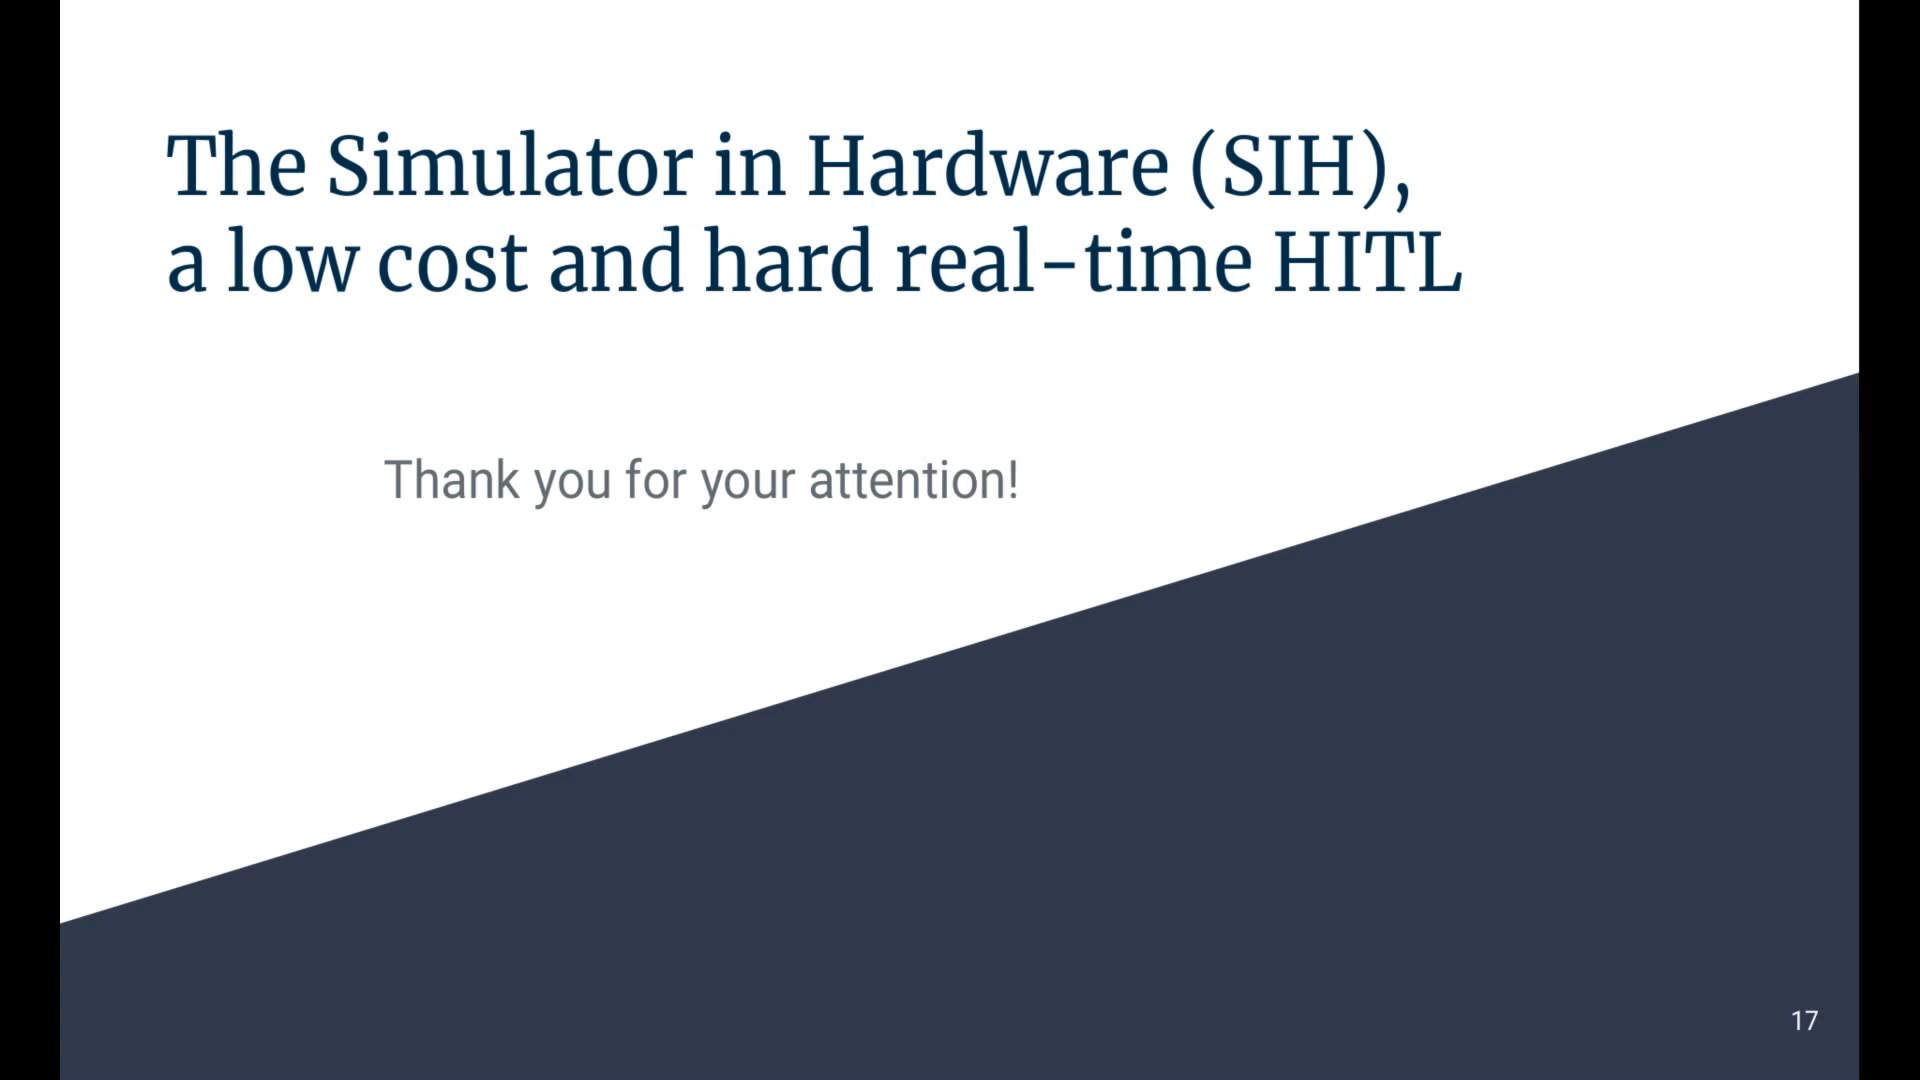 The Simulator in Hardware (SIH),
a low cost and hard real-time HITL
Thank you for your attention!
17